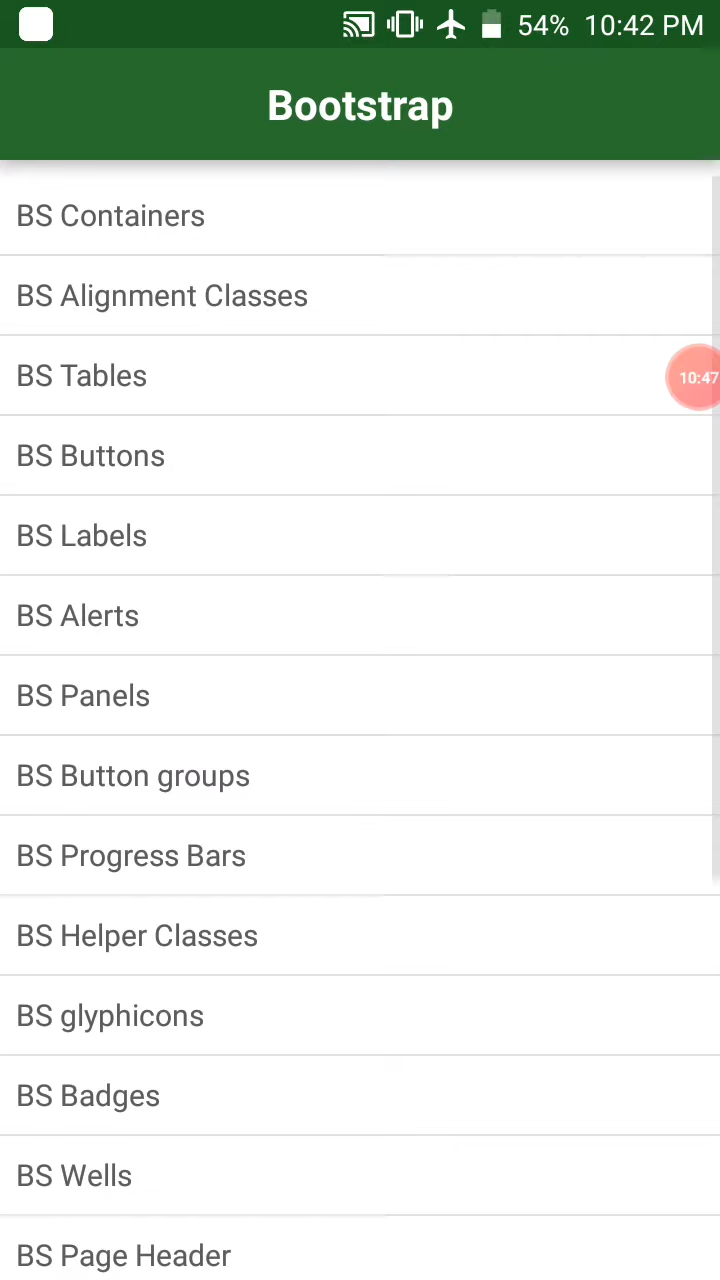 54% 10:42 PM
Bootstrap
BS Containers
BS Alignment Classes
BS Tables
10:47
BS Buttons
BS Labels
BS Alerts
BS Panels
BS Button groups
BS Progress Bars
BS Helper Classes
BS glyphicons
BS Badges
BS Wells
BS Page Header